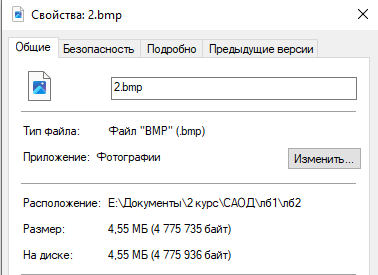 Свойства: 2.bmp
Общие Безопасность Подробно Предыдущие версии
2.bmp
Тип файла: Файл "BMP" (.bmp)
Приложение: Фотографии Изменить...
Расположение: E:\Документы\2 курс\САОД\лб1\лб2
Размер: 4,55 МБ (4 775 735 байт)
На диске: 4,55 МБ (4 775 936 байт)